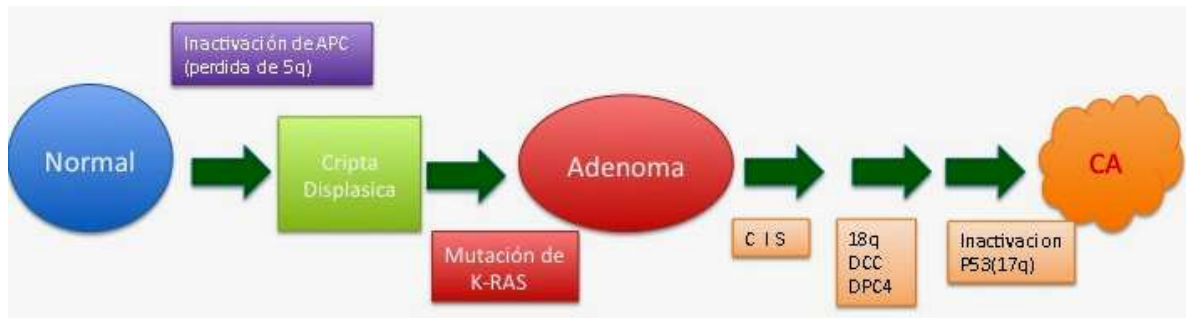 Inactivación de APC
(perdida de 5q)
Normal
Cripta
Displasica
Adenoma
CA
Mutación de
K-RAS
C I S
18q
DCC
DPC4
Inactivacion
P53(17q)